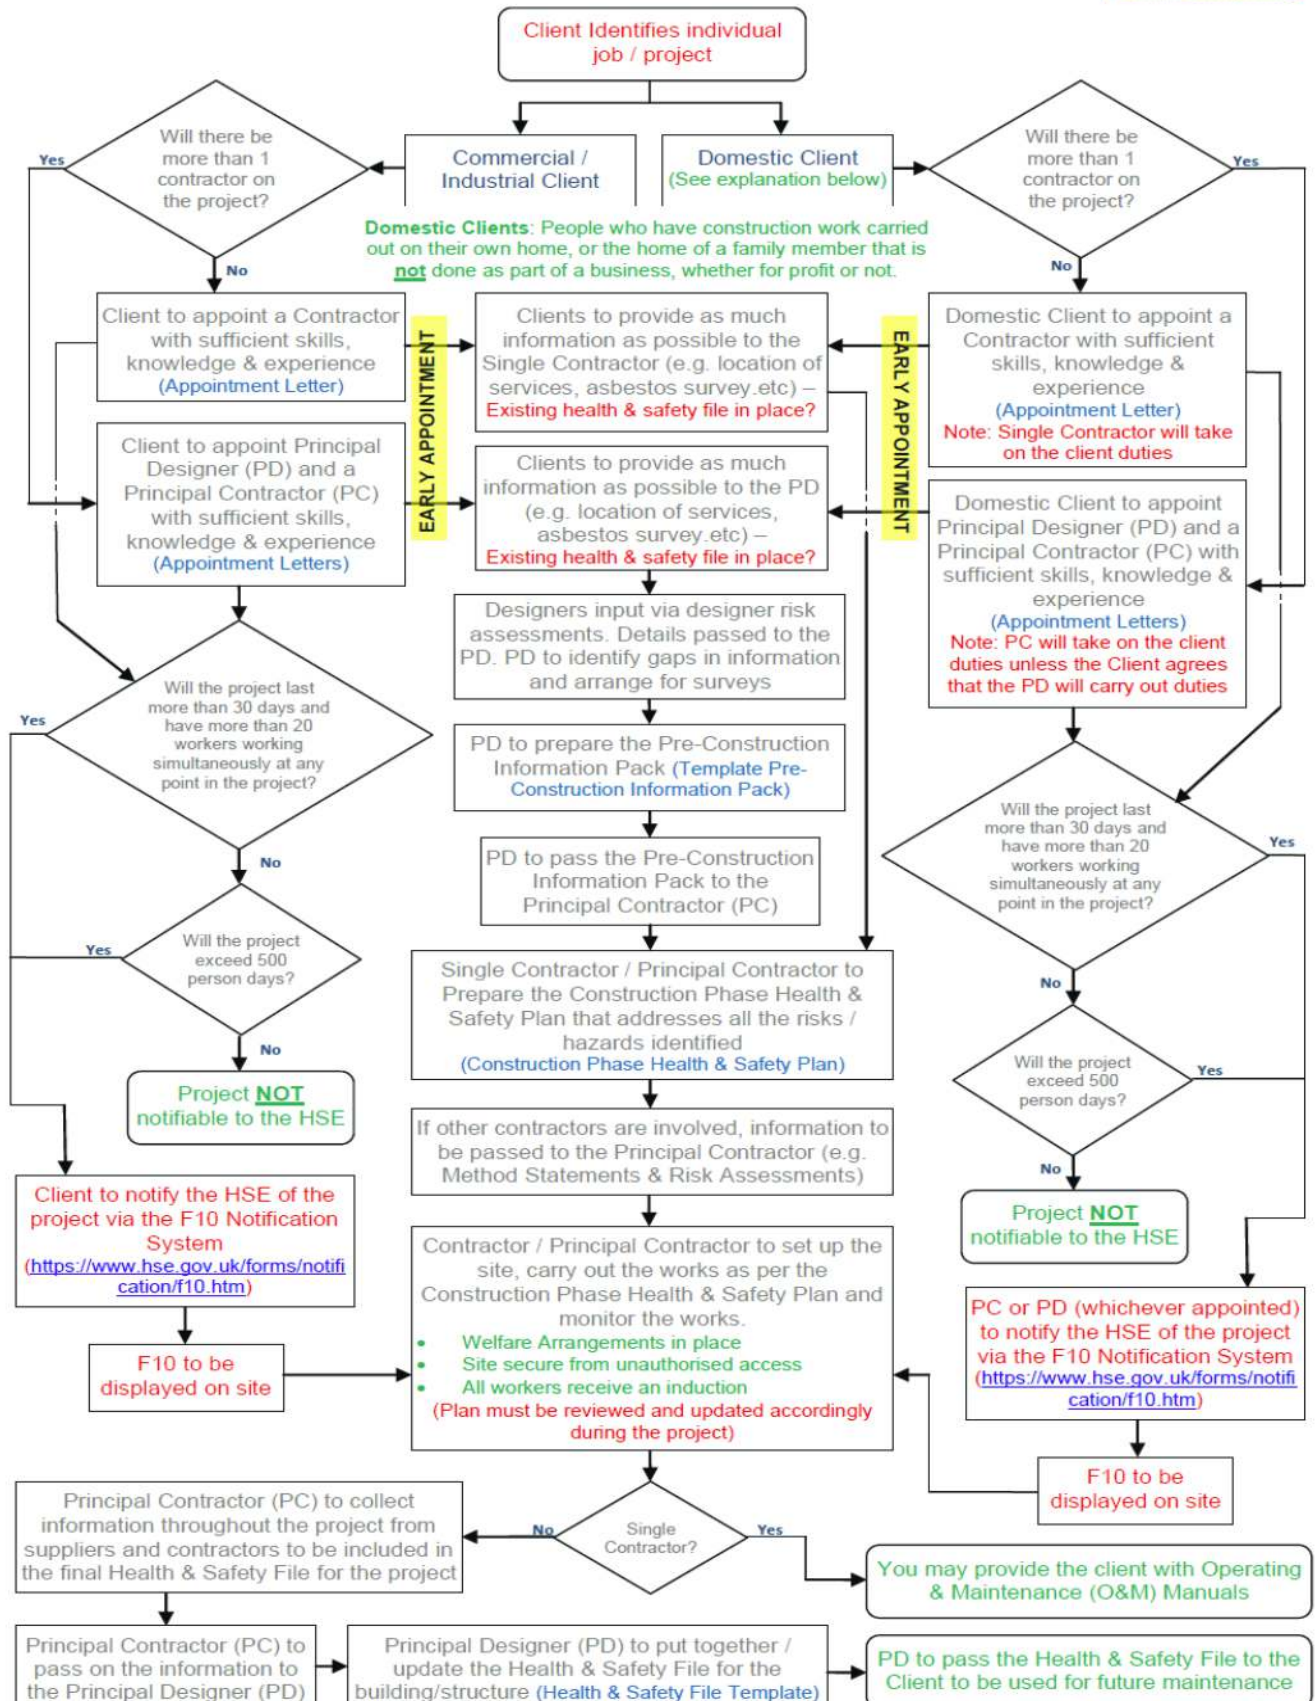 Client Identifies individual
job / project
Will there be
more than 1
contractor on
the project?
Yes
No
Commercial /
Industrial Client
Domestic Client
(See explanation below)
Will there be
more than 1
contractor on
the project?
Yes
No
Domestic Clients: People who have construction work carried
out on their own home, or the home of a family member that is
not done as part of a business, whether for profit or not.
Client to appoint a Contractor
with sufficient skills,
knowledge & experience
(Appointment Letter)
EARLY APPOINTMENT
Clients to provide as much
information as possible to the
Single Contractor (e.g. location of
services, asbestos survey.etc) –
Existing health & safety file in place?
EARLY APPOINTMENT
Domestic Client to appoint a
Contractor with sufficient
skills, knowledge &
experience
(Appointment Letter)
Note: Single Contractor will take
on the client duties
Client to appoint Principal
Designer (PD) and a
Principal Contractor (PC)
with sufficient skills,
knowledge & experience
(Appointment Letters)
Clients to provide as much
information as possible to the PD
(e.g. location of services,
asbestos survey.etc) –
Existing health & safety file in place?
Domestic Client to appoint
Principal Designer (PD) and a
Principal Contractor (PC) with
sufficient skills, knowledge &
experience
(Appointment Letters)
Note: PC will take on the client
duties unless the Client agrees
that the PD will carry out duties
Designers input via designer risk
assessments. Details passed to the
PD. PD to identify gaps in information
and arrange for surveys
Will the project last
more than 30 days and
have more than 20
workers working
simultaneously at any
point in the project?
Yes
No
PD to prepare the Pre-Construction
Information Pack (Template Pre-
Construction Information Pack)
PD to pass the Pre-Construction
Information Pack to the
Principal Contractor (PC)
Will the project last
more than 30 days and
have more than 20
workers working
simultaneously at any
point in the project?
Yes
No
Will the project
exceed 500
person days?
Yes
No
Project NOT
notifiable to the HSE
Single Contractor / Principal Contractor to
Prepare the Construction Phase Health &
Safety Plan that addresses all the risks /
hazards identified
(Construction Phase Health & Safety Plan)
Will the project
exceed 500
person days?
Yes
No
Project NOT
notifiable to the HSE
If other contractors are involved, information to
be passed to the Principal Contractor (e.g.
Method Statements & Risk Assessments)
Client to notify the HSE of the
project via the F10 Notification
System
(https://www.hse.gov.uk/forms/notifi
cation/f10.htm)
F10 to be
displayed on site
Contractor / Principal Contractor to set up the
site, carry out the works as per the
Construction Phase Health & Safety Plan and
monitor the works.
• Welfare Arrangements in place
• Site secure from unauthorised access
• All workers receive an induction
(Plan must be reviewed and updated accordingly
during the project)
PC or PD (whichever appointed)
to notify the HSE of the project
via the F10 Notification System
(https://www.hse.gov.uk/forms/notifi
cation/f10.htm)
F10 to be
displayed on site
Single
Contractor?
No
Yes
Principal Contractor (PC) to collect
information throughout the project from
suppliers and contractors to be included in
the final Health & Safety File for the project
You may provide the client with Operating
& Maintenance (O&M) Manuals
Principal Contractor (PC) to
pass on the information to
the Principal Designer (PD)
Principal Designer (PD) to put together /
update the Health & Safety File for the
building/structure (Health & Safety File Template)
PD to pass the Health & Safety File to the
Client to be used for future maintenance